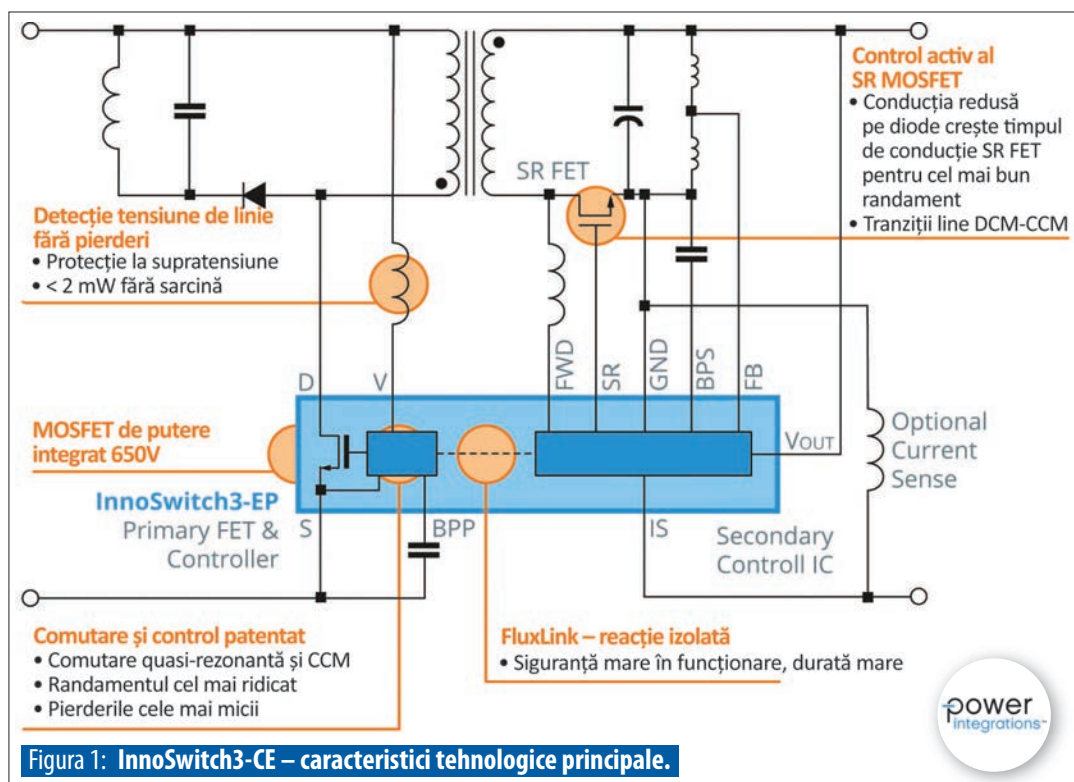 Control activ al
SR MOSFET
• Conducția redusă
pe diode crește timpul
de conducție SR FET
pentru cel mai bun
randament
• Tranziții line DCM-CCM
SR FET
Detecție tensiune de linie
fără pierderi
• Protecție la supratensiune
• < 2 mW fără sarcină
D
V
FWD
SR
GND
BPS
FB
MOSFET de putere
integrat 650V
VOUT
Optional
Current
Sense
InnoSwitch3-EP
Primary FET &
Controller
S
BPP
IS
Secondary
Controll IC
Comutare și control patentat
• Comutare quasi-rezonantă și CCM
• Randamentul cel mai ridicat
• Pierderile cele mai micii
FluxLink – reacție izolată
• Siguranță mare în funcționare, durată mare
power
integrations™
Figura 1: InnoSwitch3-CE – caracteristici tehnologice principale.